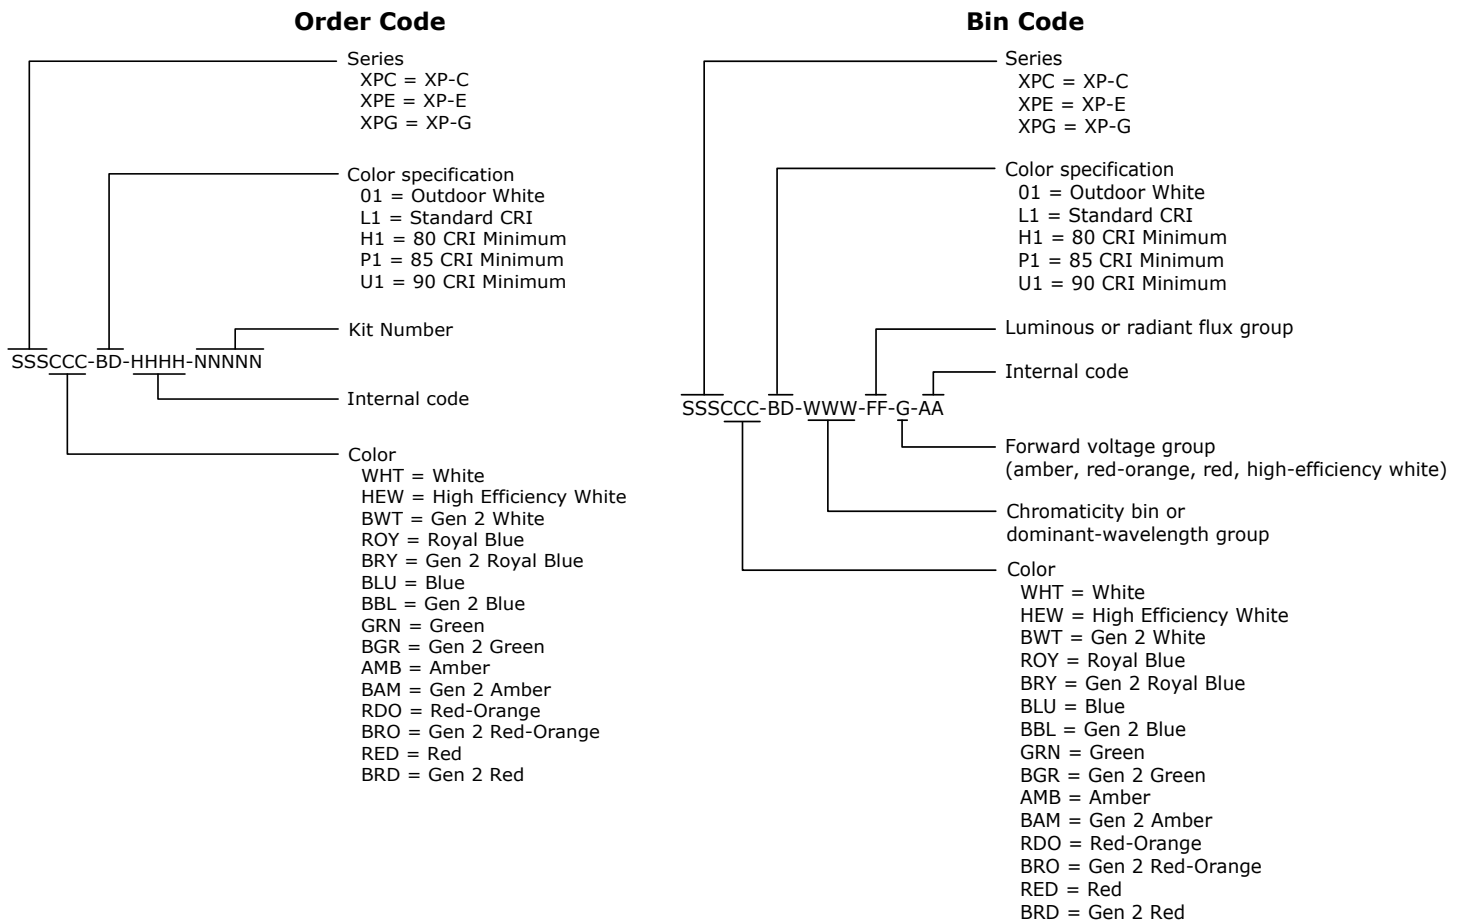 Order Code
Series
XPC = XP-C
XPE = XP-E
XPG = XP-G
Color specification
01 = Outdoor White
L1 = Standard CRI
H1 = 80 CRI Minimum
P1 = 85 CRI Minimum
U1 = 90 CRI Minimum
Kit Number
SSSCCC-BD-HHHH-NNNNN
Internal code
Color
WHT = White
HEW = High Efficiency White
BWT = Gen 2 White
ROY = Royal Blue
BRY = Gen 2 Royal Blue
BLU = Blue
BBL = Gen 2 Blue
GRN = Green
BGR = Gen 2 Green
AMB = Amber
BAM = Gen 2 Amber
RDO = Red-Orange
BRO = Gen 2 Red-Orange
RED = Red
BRD = Gen 2 Red
Bin Code
Series
XPC = XP-C
XPE = XP-E
XPG = XP-G
Color specification
01 = Outdoor White
L1 = Standard CRI
H1 = 80 CRI Minimum
P1 = 85 CRI Minimum
U1 = 90 CRI Minimum
Luminous or radiant flux group
Internal code
SSSCCC-BD-WWW-FF-G-AA
Forward voltage group
(amber, red-orange, red, high-efficiency white)
Chromaticity bin or
dominant-wavelength group
Color
WHT = White
HEW = High Efficiency White
BWT = Gen 2 White
ROY = Royal Blue
BRY = Gen 2 Royal Blue
BLU = Blue
BBL = Gen 2 Blue
GRN = Green
BGR = Gen 2 Green
AMB = Amber
BAM = Gen 2 Amber
RDO = Red-Orange
BRO = Gen 2 Red-Orange
RED = Red
BRD = Gen 2 Red